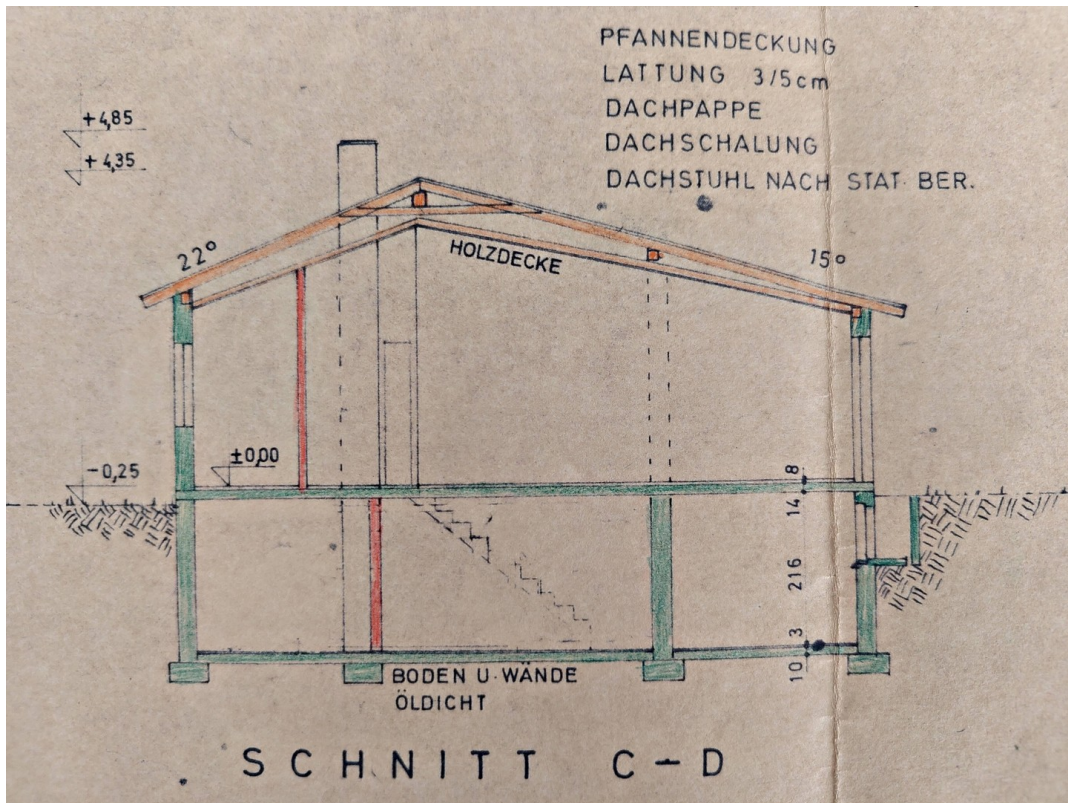 PFANNENDECKUNG
LATTUNG 3/5cm
DACHPAPPE
DACHSCHALUNG
DACHSTUHL NACH STAT. BER.
+4,85
+4,35
22°
HOLZDECKE
15°
±0,00
-0,25
8
14
216
3
10
BODEN U. WÄNDE
ÖLDICHT
SCHNITT C-D